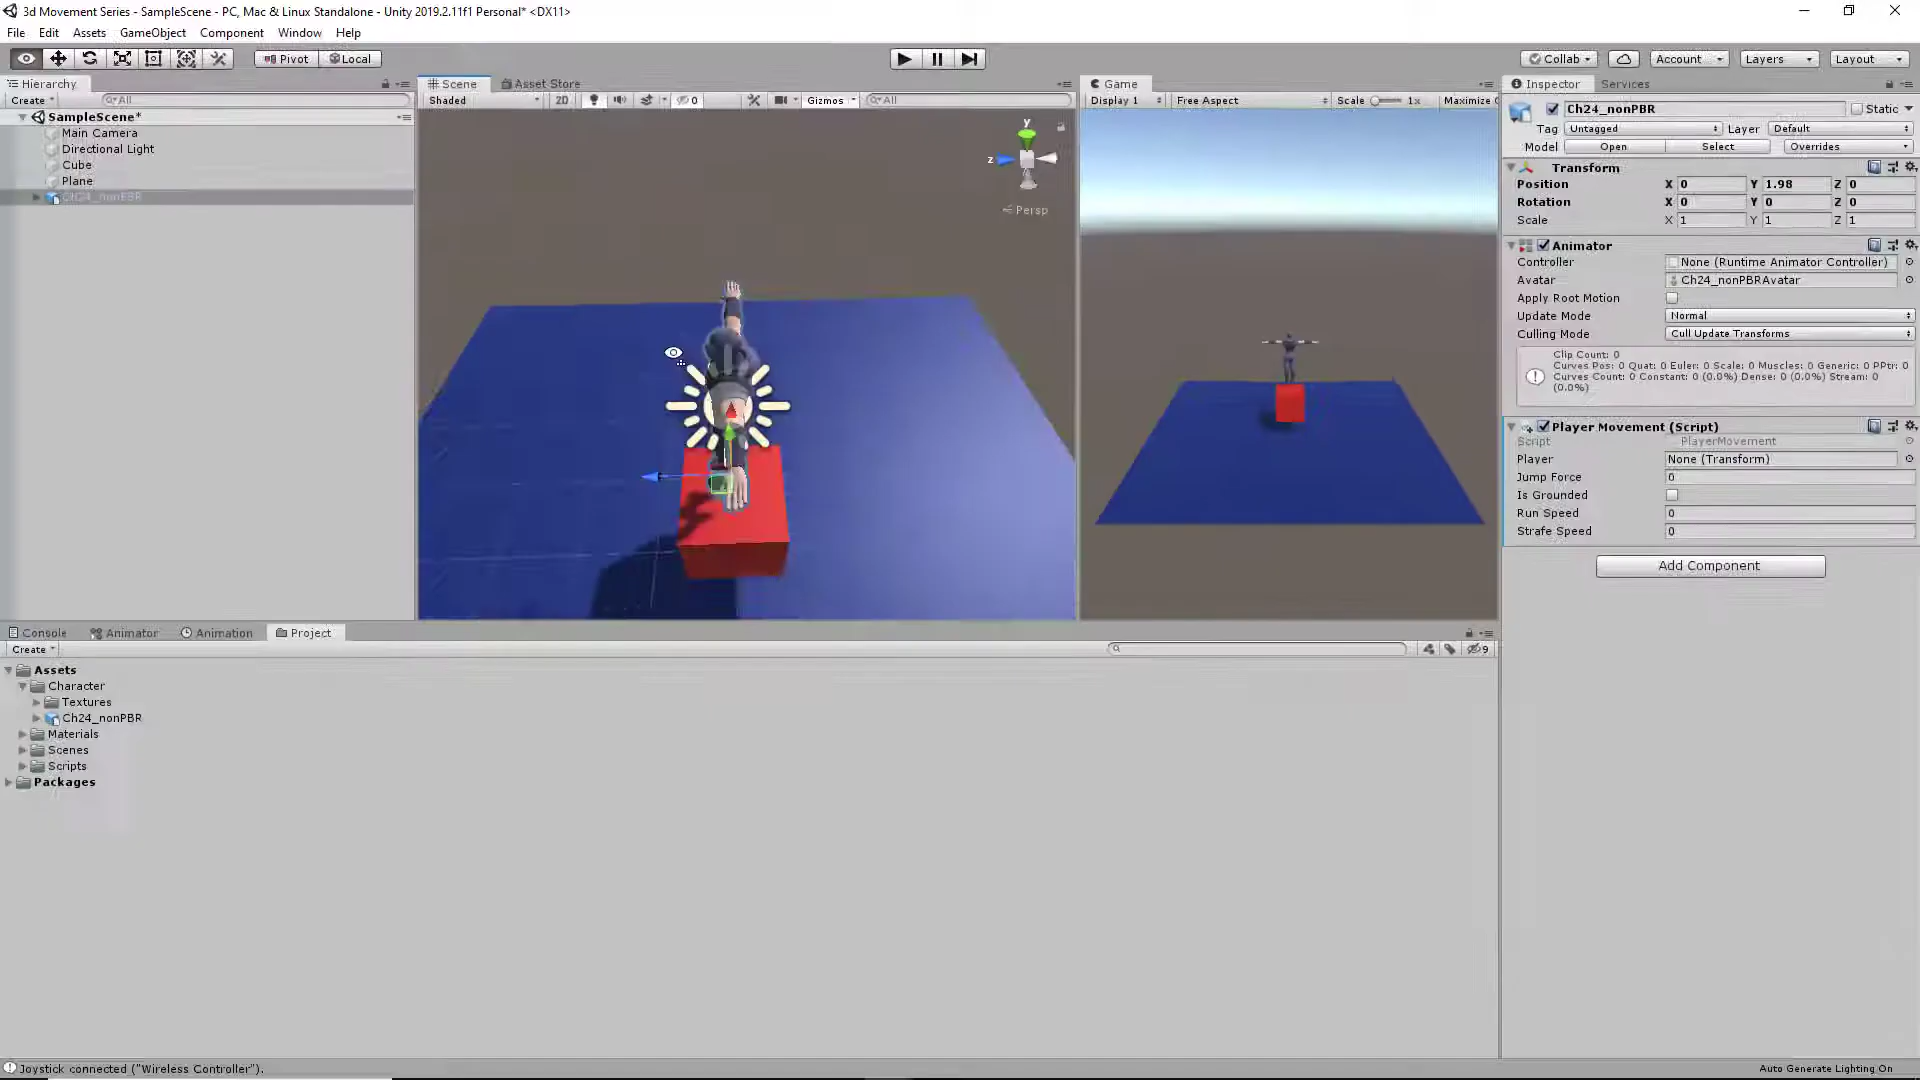 3d Movement Series - SampleScene - PC, Mac & Linux Standalone - Unity 2019.2.11f1 Personal* <DX11>
File Edit Assets GameObject Component Window Help
Pivot Local Collab Account Layers Layout
Hierarchy
Create All
SampleScene*
Main Camera
Directional Light
Cube
Plane
Ch24_nonPBR
Scene Asset Store
Shaded 2D 0 Gizmos All
y
z
Persp
Game
Display 1 Free Aspect Scale 1x Maximize
Inspector Services
Ch24_nonPBR Static
Tag Untagged Layer Default
Model Open Select Overrides
Transform
Position X 0 Y 1.98 Z 0
Rotation X 0 Y 0 Z 0
Scale X 1 Y 1 Z 1
Animator
Controller None (Runtime Animator Controller)
Avatar Ch24_nonPBRAvatar
Apply Root Motion
Update Mode Normal
Culling Mode Cull Update Transforms
Clip Count: 0
Curves Pos: 0 Quat: 0 Euler: 0 Scale: 0 Muscles: 0 Generic: 0 PPtr: 0
Curves Count: 0 Constant: 0 (0.0%) Dense: 0 (0.0%) Stream: 0
(0.0%)
Player Movement (Script)
Script PlayerMovement
Player None (Transform)
Jump Force 0
Is Grounded
Run Speed 0
Strafe Speed 0
Add Component
Console Animator Animation Project
Create 9
Assets
Character
Textures
Ch24_nonPBR
Materials
Scenes
Scripts
Packages
Joystick connected ("Wireless Controller").
Auto Generate Lighting On